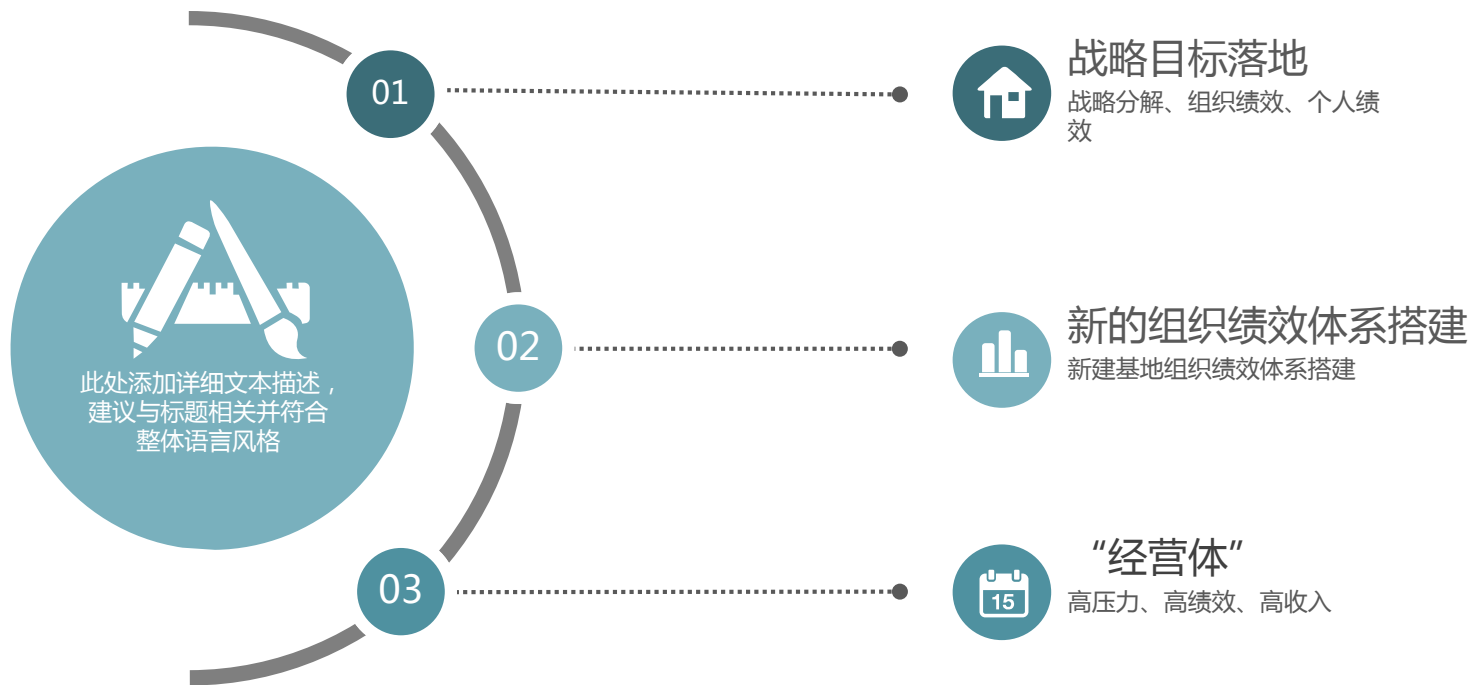 01
战略目标落地
战略分解、组织绩效、个人绩
效
此处添加详细文本描述，
建议与标题相关并符合
整体语言风格
02
新的组织绩效体系搭建
新建基地组织绩效体系搭建
03
“经营体”
15
高压力、高绩效、高收入